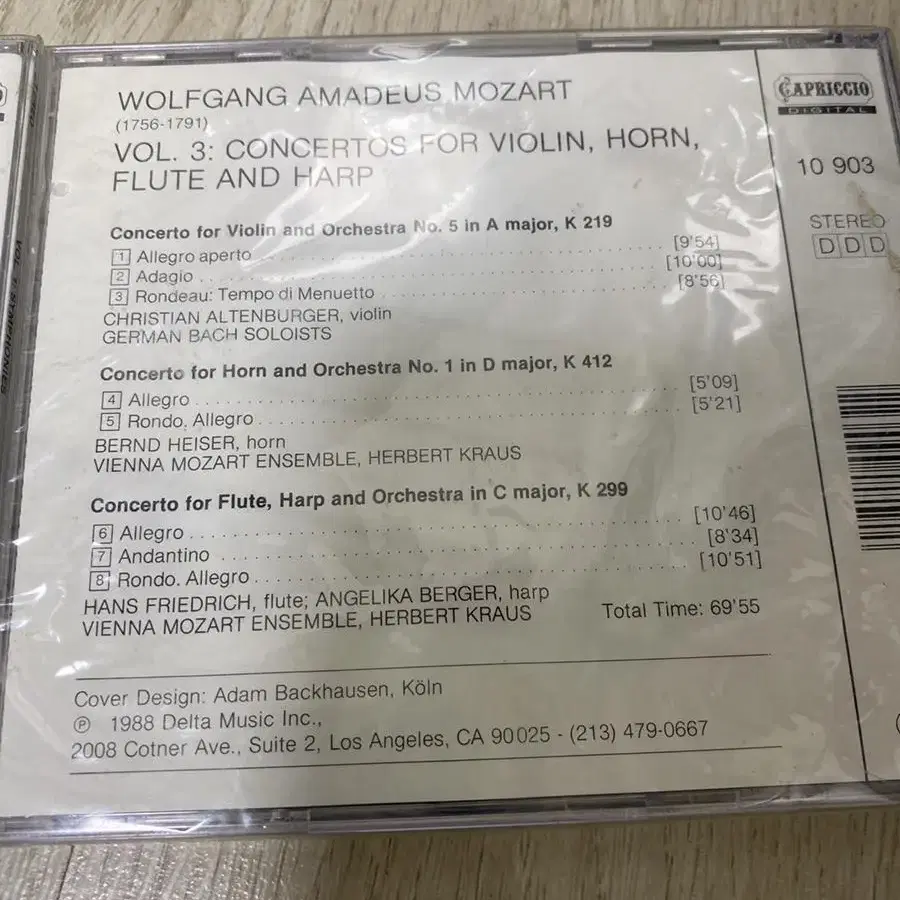 WOLFGANG AMADEUS MOZART
(1756-1791)
VOL. 3: CONCERTOS FOR VIOLIN, HORN,
FLUTE AND HARP
Concerto for Violin and Orchestra No. 5 in A major, K 219
1 Allegro aperto [9'54]
2 Adagio [10'00]
3 Rondeau: Tempo di Menuetto [8'56]
CHRISTIAN ALTENBURGER, violin
GERMAN BACH SOLOISTS
Concerto for Horn and Orchestra No. 1 in D major, K 412
4 Allegro [5'09]
5 Rondo. Allegro [5'21]
BERND HEISER, horn
VIENNA MOZART ENSEMBLE, HERBERT KRAUS
Concerto for Flute, Harp and Orchestra in C major, K 299
6 Allegro [10'46]
7 Andantino [8'34]
8 Rondo. Allegro [10'51]
HANS FRIEDRICH, flute; ANGELIKA BERGER, harp
VIENNA MOZART ENSEMBLE, HERBERT KRAUS Total Time: 69'55
Cover Design: Adam Backhausen, Köln
℗ 1988 Delta Music Inc.,
2008 Cotner Ave., Suite 2, Los Angeles, CA 90025 - (213) 479-0667
CAPRICCIO
DIGITAL
10 903
STEREO
DDD